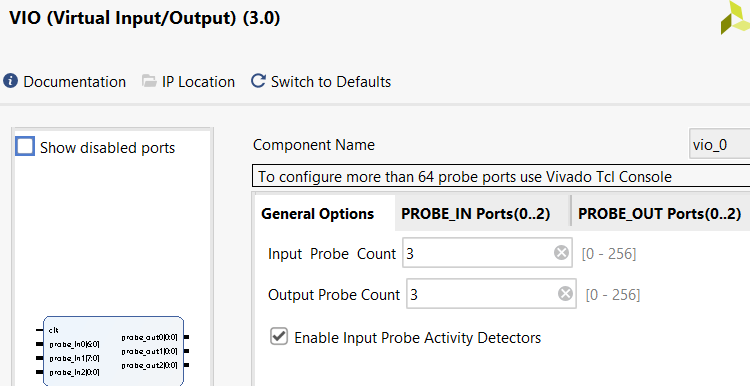 VIO (Virtual Input/Output) (3.0)
Documentation IP Location Switch to Defaults
Show disabled ports
Component Name vio_0
To configure more than 64 probe ports use Vivado Tcl Console
General Options PROBE_IN Ports(0..2) PROBE_OUT Ports(0..2)
Input Probe Count 3 [0 - 256]
Output Probe Count 3 [0 - 256]
Enable Input Probe Activity Detectors
clk
probe_in0[6:0]
probe_in1[7:0]
probe_in2[0:0]
probe_out0[0:0]
probe_out1[0:0]
probe_out2[0:0]